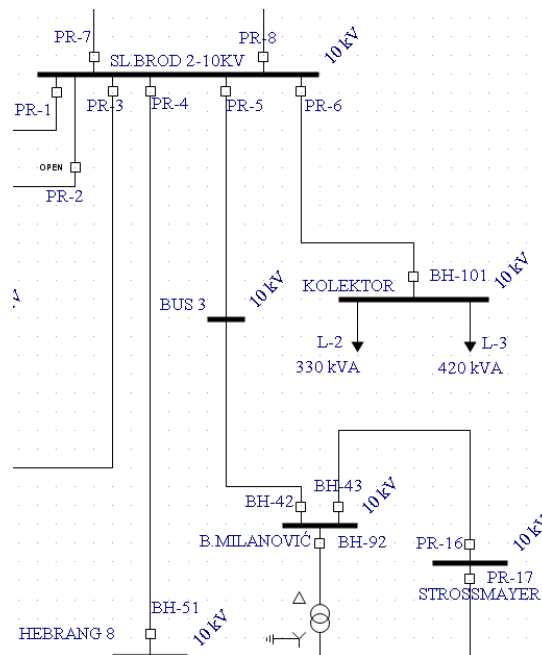 PR-7
PR-8
SL.BROD 2-10KV
10 kV
PR-1
PR-3
PR-4
PR-5
PR-6
OPEN
PR-2
BH-101
KOLEKTOR
10 kV
BUS 3
10 kV
L-2
L-3
330 kVA
420 kVA
BH-42
BH-43
10 kV
B.MILANOVIĆ
BH-92
PR-16
10 kV
PR-17
STROSSMAYER
BH-51
HEBRANG 8
10 kV